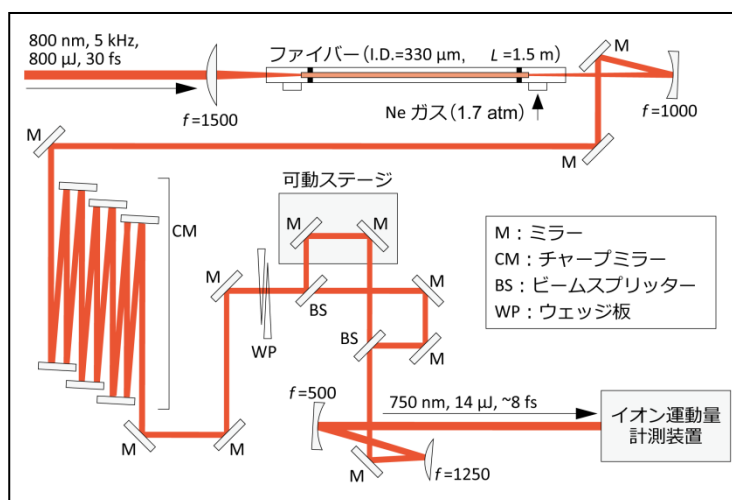 800 nm, 5 kHz,
800 µJ, 30 fs
ファイバー(I.D.=330 µm, L=1.5 m)
M
f=1500
Ne ガス(1.7 atm)
f=1000
M
M
可動ステージ
M
M
CM
M:ミラー
CM:チャープミラー
BS:ビームスプリッター
WP:ウェッジ板
M
M
BS
WP
BS
M
f=500
750 nm, 14 µJ, ~8 fs
イオン運動量
計測装置
M
M
M
f=1250